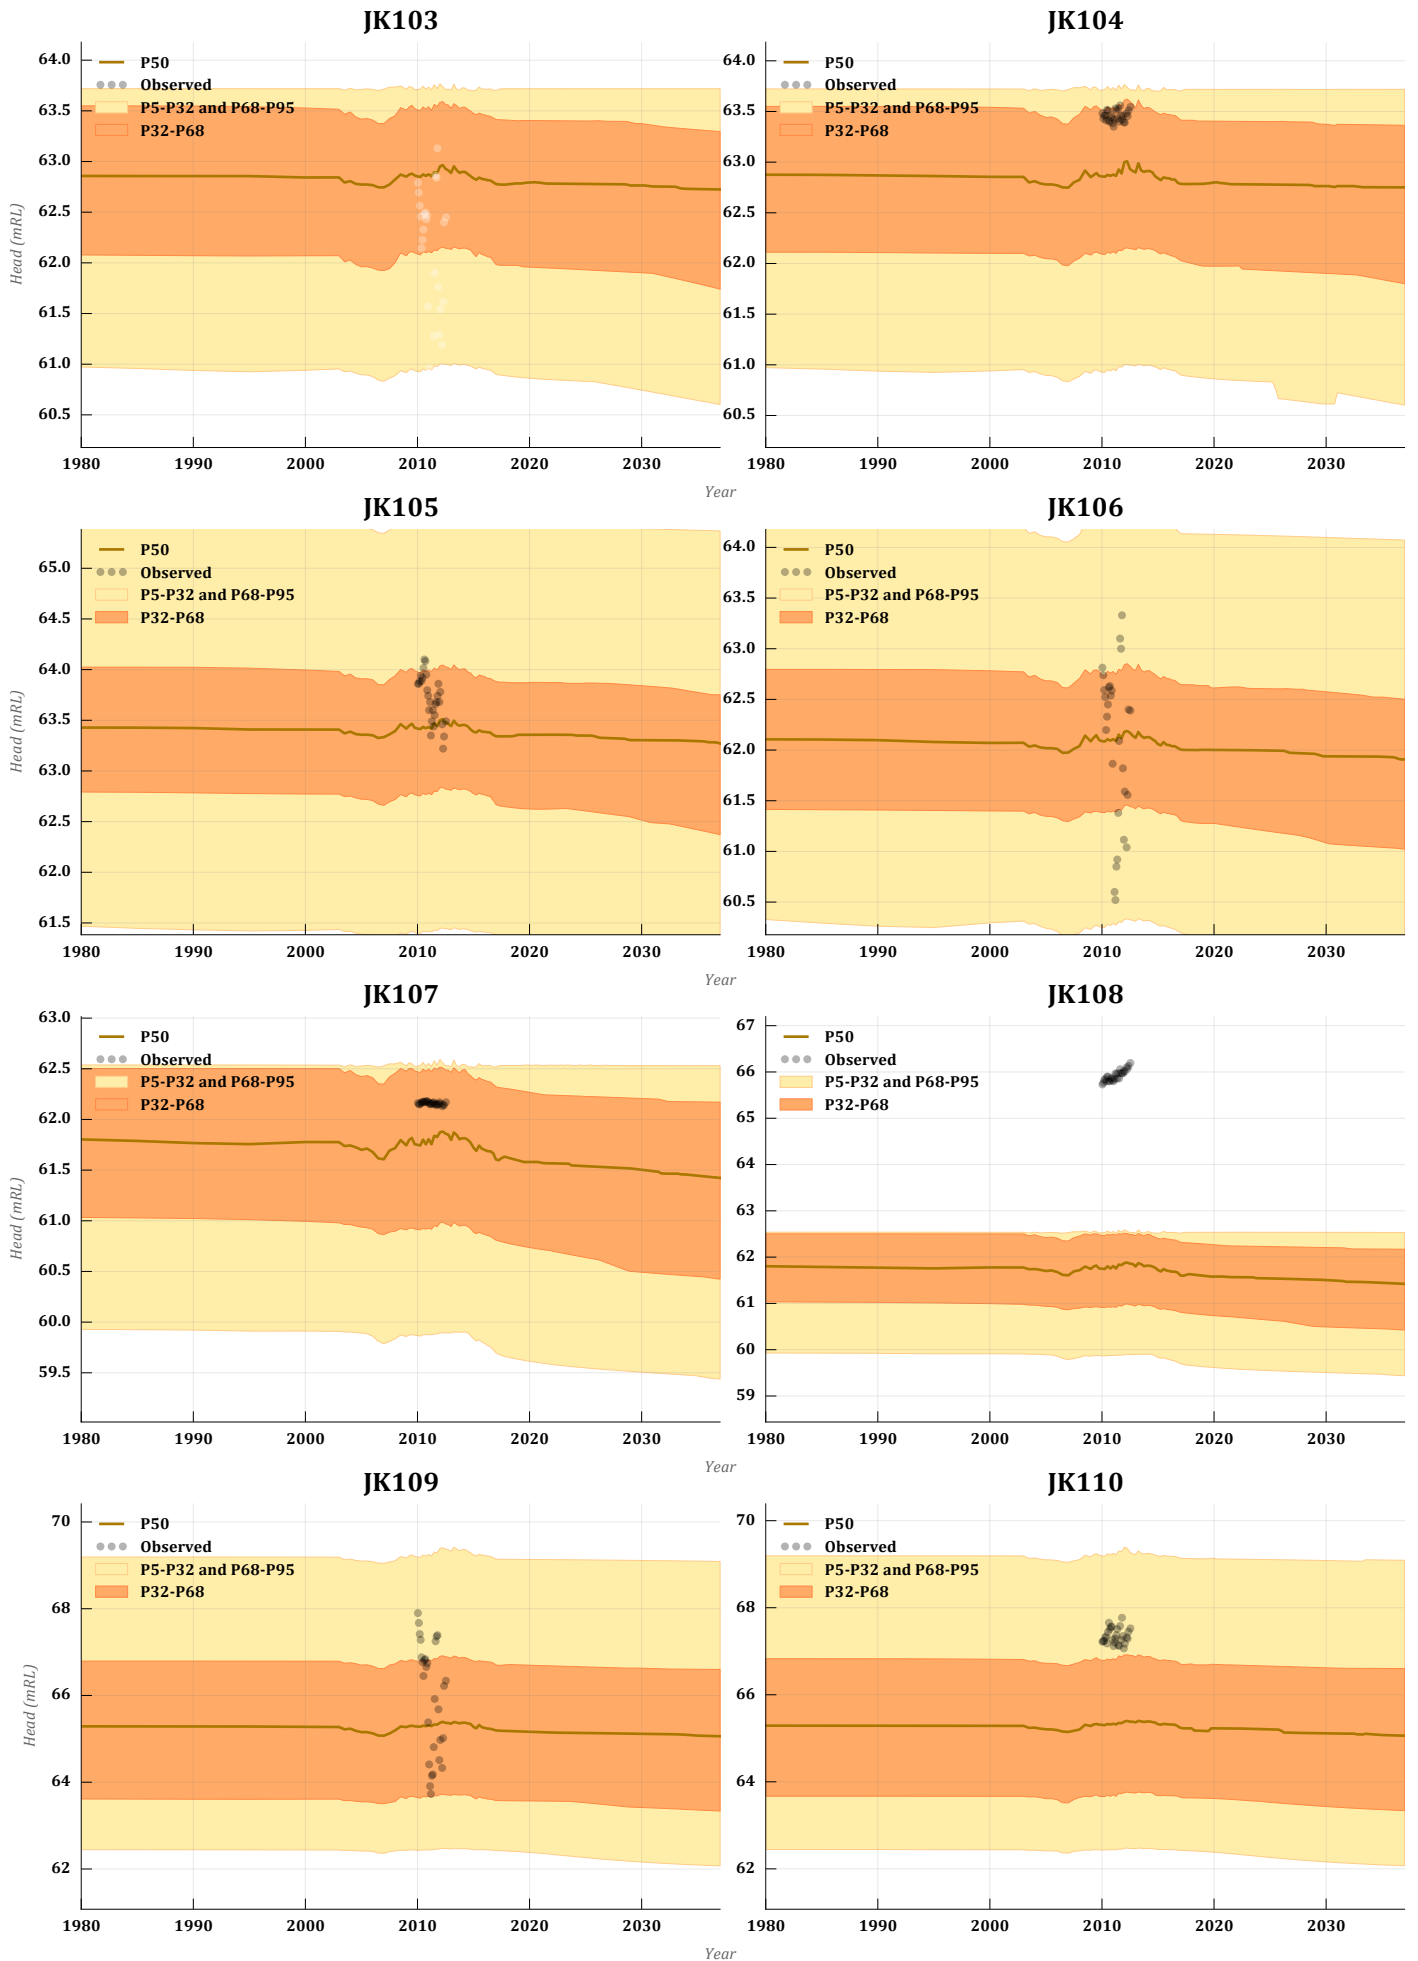 JK103
JK104
64.0
63.5
63.0
62.5
62.0
61.5
61.0
60.5
Head (mRL)
P50
Observed
P5-P32 and P68-P95
P32-P68
1980 1990 2000 2010 2020 2030
64.0
63.5
63.0
62.5
62.0
61.5
61.0
60.5
P50
Observed
P5-P32 and P68-P95
P32-P68
1980 1990 2000 2010 2020 2030
Year
JK105
JK106
65.0
64.5
64.0
63.5
63.0
62.5
62.0
61.5
Head (mRL)
P50
Observed
P5-P32 and P68-P95
P32-P68
1980 1990 2000 2010 2020 2030
64.0
63.5
63.0
62.5
62.0
61.5
61.0
60.5
P50
Observed
P5-P32 and P68-P95
P32-P68
1980 1990 2000 2010 2020 2030
Year
JK107
JK108
63.0
62.5
62.0
61.5
61.0
60.5
60.0
59.5
Head (mRL)
P50
Observed
P5-P32 and P68-P95
P32-P68
1980 1990 2000 2010 2020 2030
67
66
65
64
63
62
61
60
59
P50
Observed
P5-P32 and P68-P95
P32-P68
1980 1990 2000 2010 2020 2030
Year
JK109
JK110
70
68
66
64
62
Head (mRL)
P50
Observed
P5-P32 and P68-P95
P32-P68
1980 1990 2000 2010 2020 2030
70
68
66
64
62
P50
Observed
P5-P32 and P68-P95
P32-P68
1980 1990 2000 2010 2020 2030
Year